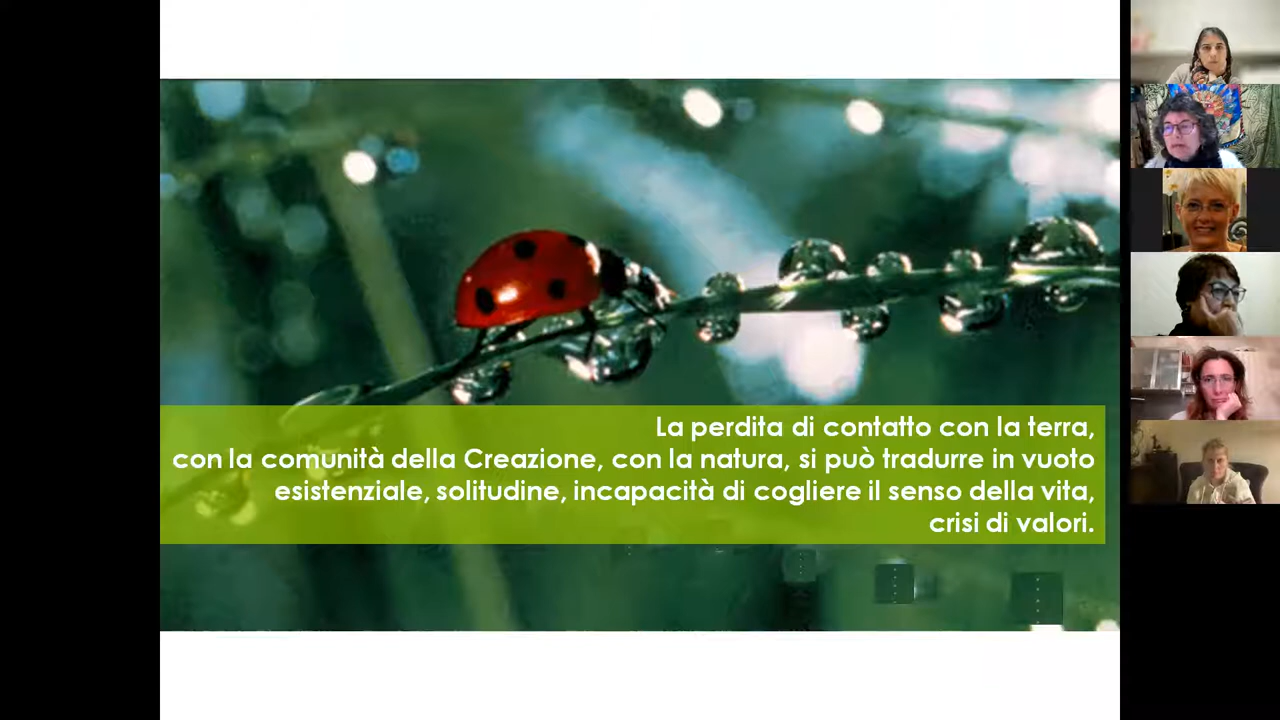 La perdita di contatto con la terra,
con la comunità della Creazione, con la natura, si può tradurre in vuoto
esistenziale, solitudine, incapacità di cogliere il senso della vita,
crisi di valori.